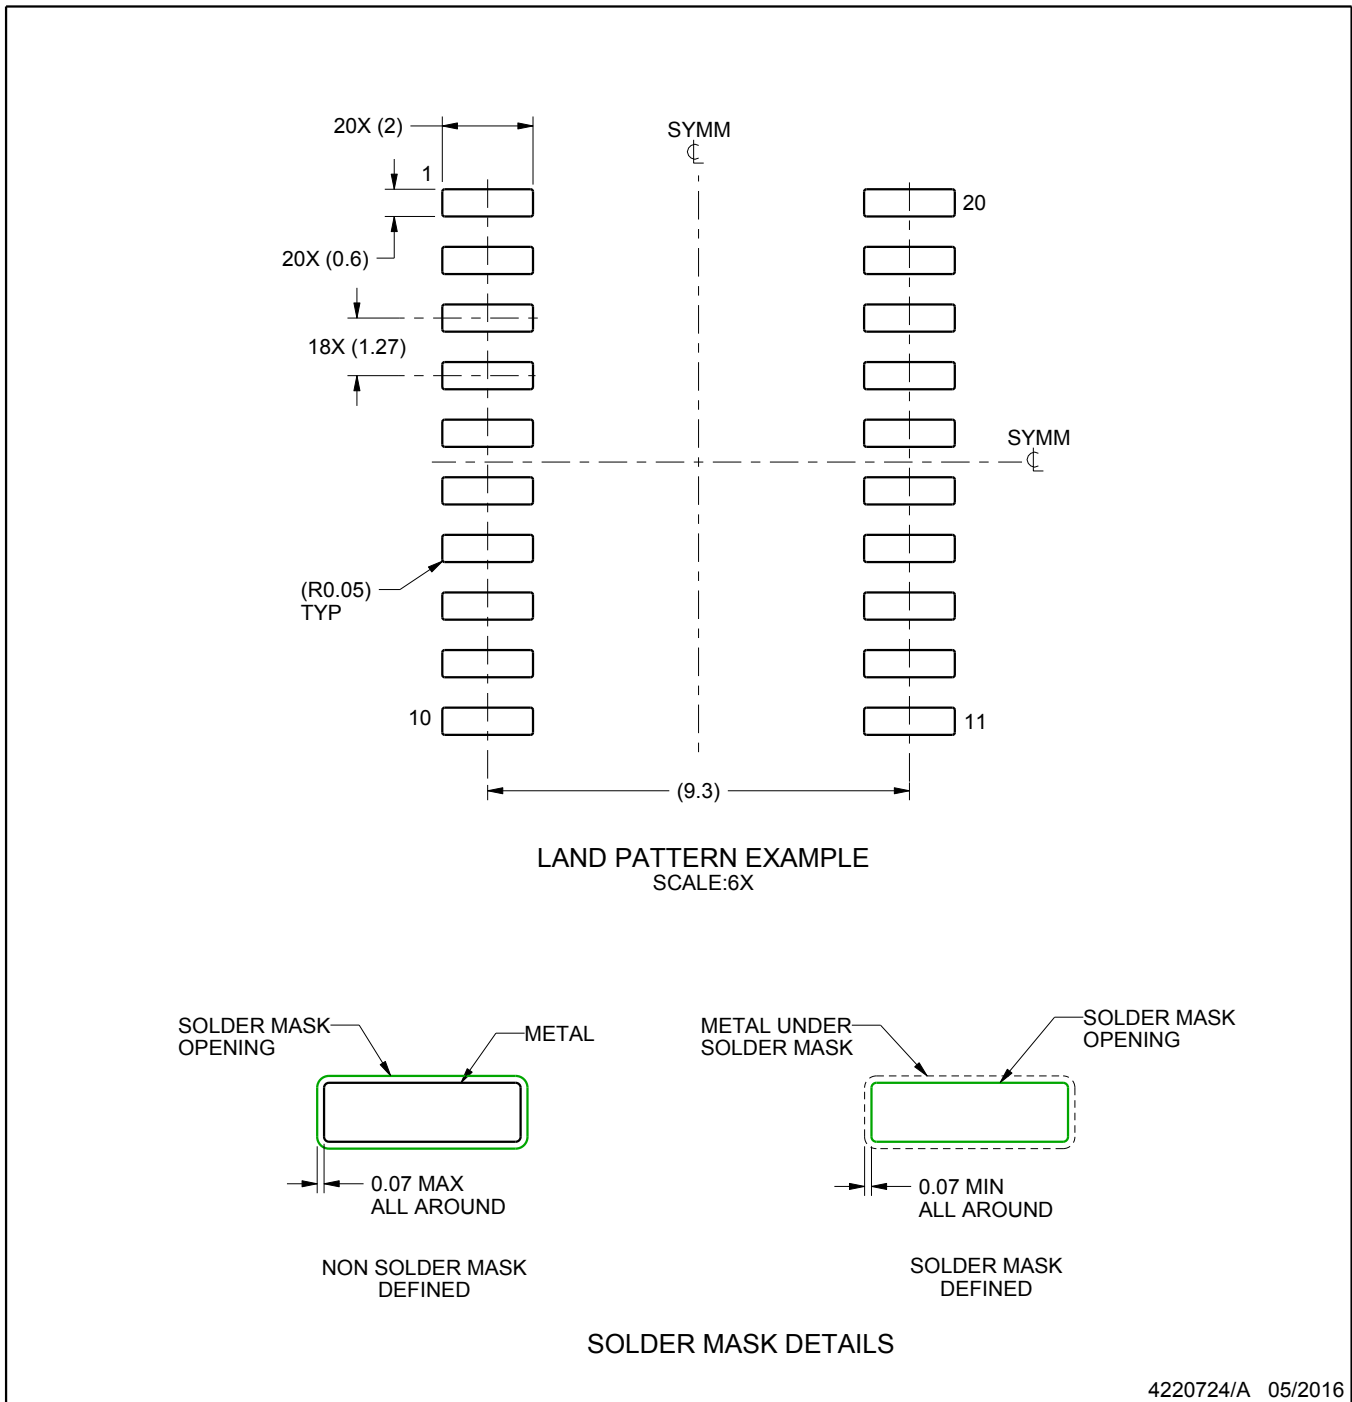 20X (2)
SYMM
1
20
20X (0.6)
18X (1.27)
SYMM
(R0.05)
TYP
10
11
(9.3)
LAND PATTERN EXAMPLE
SCALE:6X
SOLDER MASK
OPENING
METAL
METAL UNDER
SOLDER MASK
SOLDER MASK
OPENING
0.07 MAX
ALL AROUND
0.07 MIN
ALL AROUND
NON SOLDER MASK
DEFINED
SOLDER MASK
DEFINED
SOLDER MASK DETAILS
4220724/A 05/2016